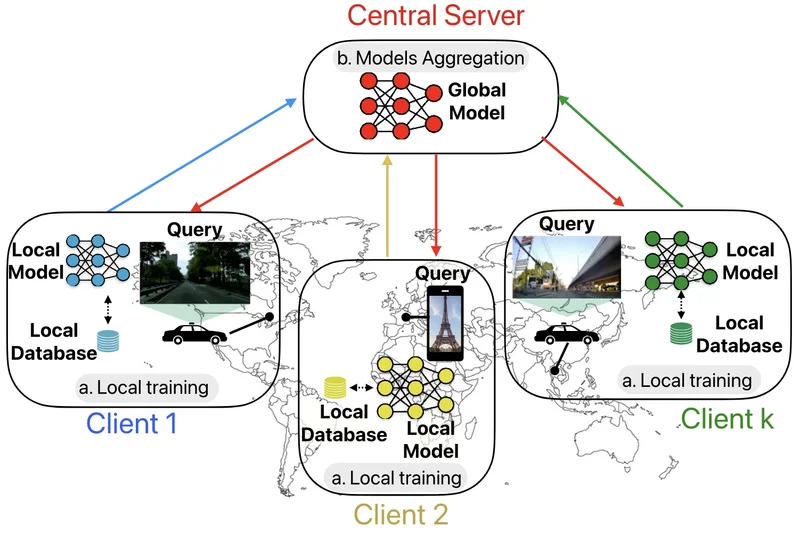 Central Server
b. Models Aggregation
Global
Model
Query
Local
Model
Local
Database
a. Local training
Client 1
Query
Local
Database
Local
Model
a. Local training
Client 2
Query
Local
Model
Local
Database
a. Local training
Client k